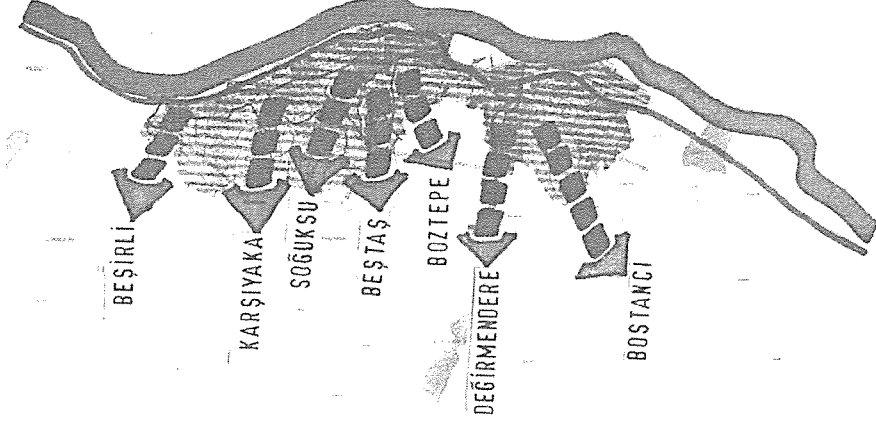 BEŞİRLİ
KARŞIYAKA
SOĞUKSU
BEŞTAŞ
BOZTEPE
DEĞİRMENDERE
BOSTANCI